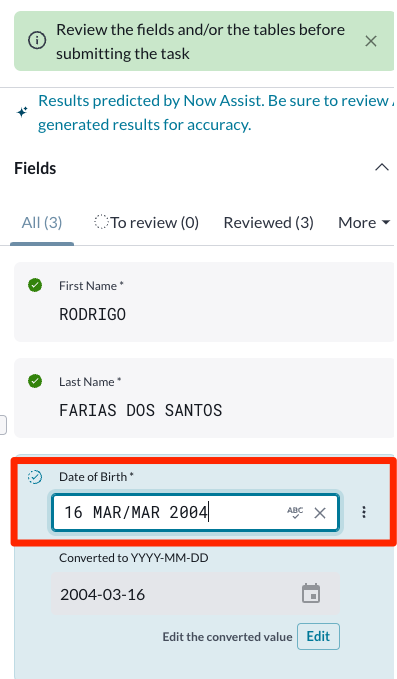 Review the fields and/or the tables before
submitting the task
Results predicted by Now Assist. Be sure to review
generated results for accuracy.
Fields
All (3)
To review (0)
Reviewed (3)
More
First Name *
RODRIGO
Last Name *
FARIAS DOS SANTOS
Date of Birth *
16 MAR/MAR 2004
ABC
Converted to YYYY-MM-DD
2004-03-16
Edit the converted value
Edit